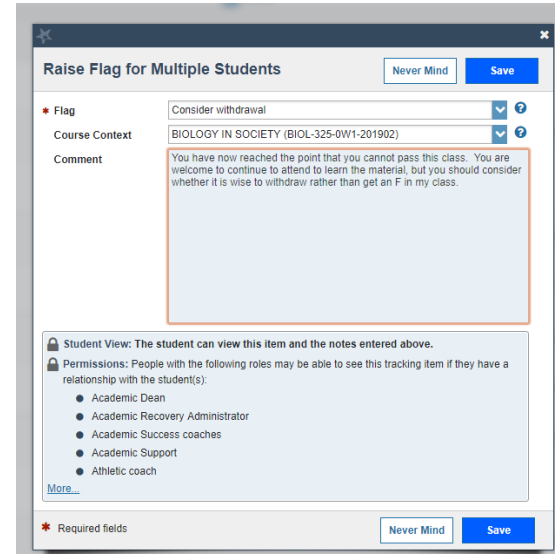 Raise Flag for Multiple Students
Never Mind
Save
* Flag
Consider withdrawal
Course Context
BIOLOGY IN SOCIETY (BIOL-325-0W1-201902)
Comment
You have now reached the point that you cannot pass this class. You are
welcome to continue to attend to learn the material, but you should consider
whether it is wise to withdraw rather than get an F in my class.
Student View: The student can view this item and the notes entered above.
Permissions: People with the following roles may be able to see this tracking item if they have a
relationship with the student(s):
● Academic Dean
● Academic Recovery Administrator
● Academic Success coaches
● Academic Support
● Athletic coach
More...
* Required fields
Never Mind
Save